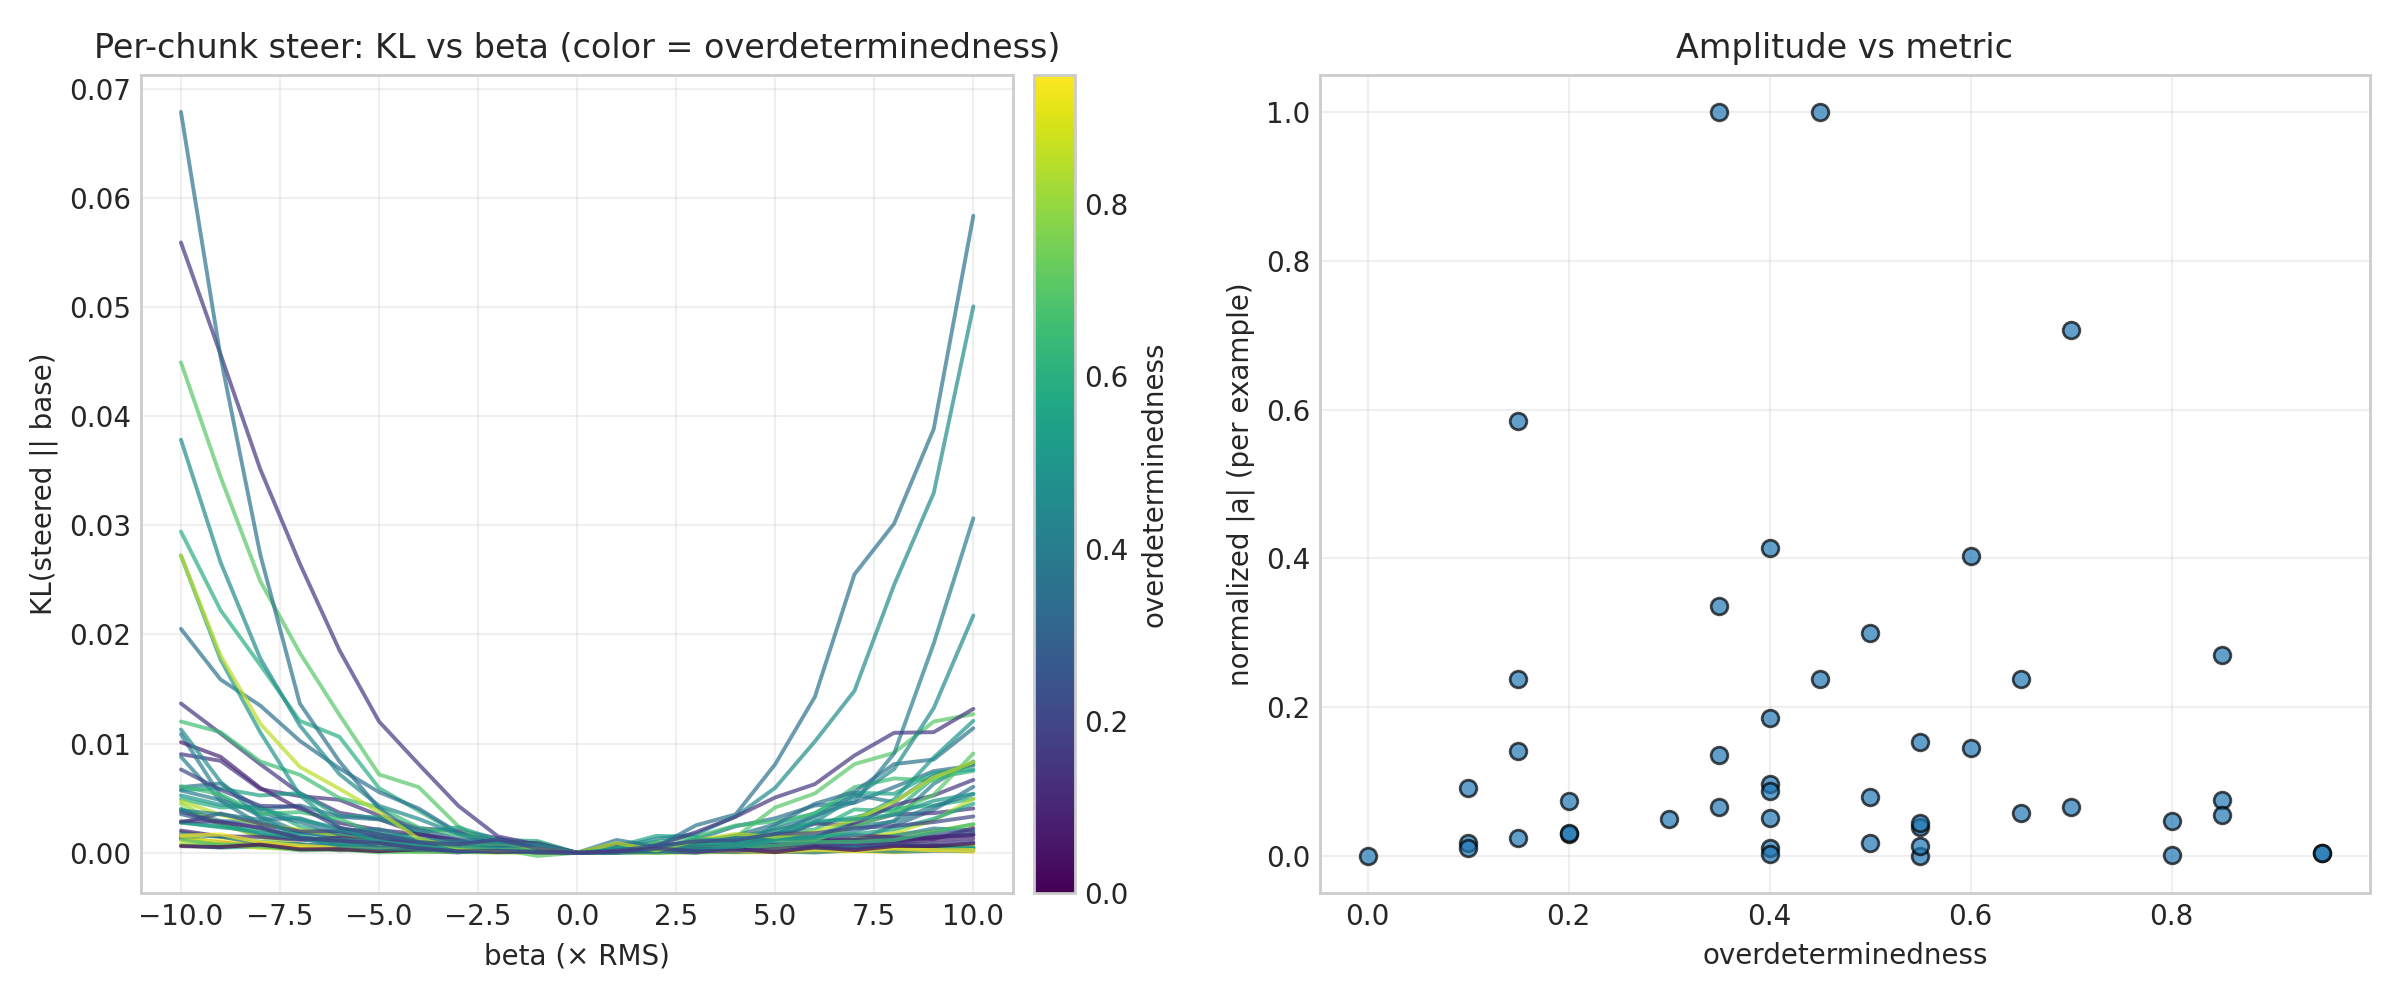 Per-chunk steer: KL vs beta (color = overdeterminedness)
KL(steered || base)
0.07
0.06
0.05
0.04
0.03
0.02
0.01
0.00
−10.0 −7.5 −5.0 −2.5 0.0 2.5 5.0 7.5 10.0
beta (× RMS)
0.8
0.6
0.4
0.2
0.0
overdeterminedness
Amplitude vs metric
normalized |a| (per example)
1.0
0.8
0.6
0.4
0.2
0.0
0.0 0.2 0.4 0.6 0.8
overdeterminedness